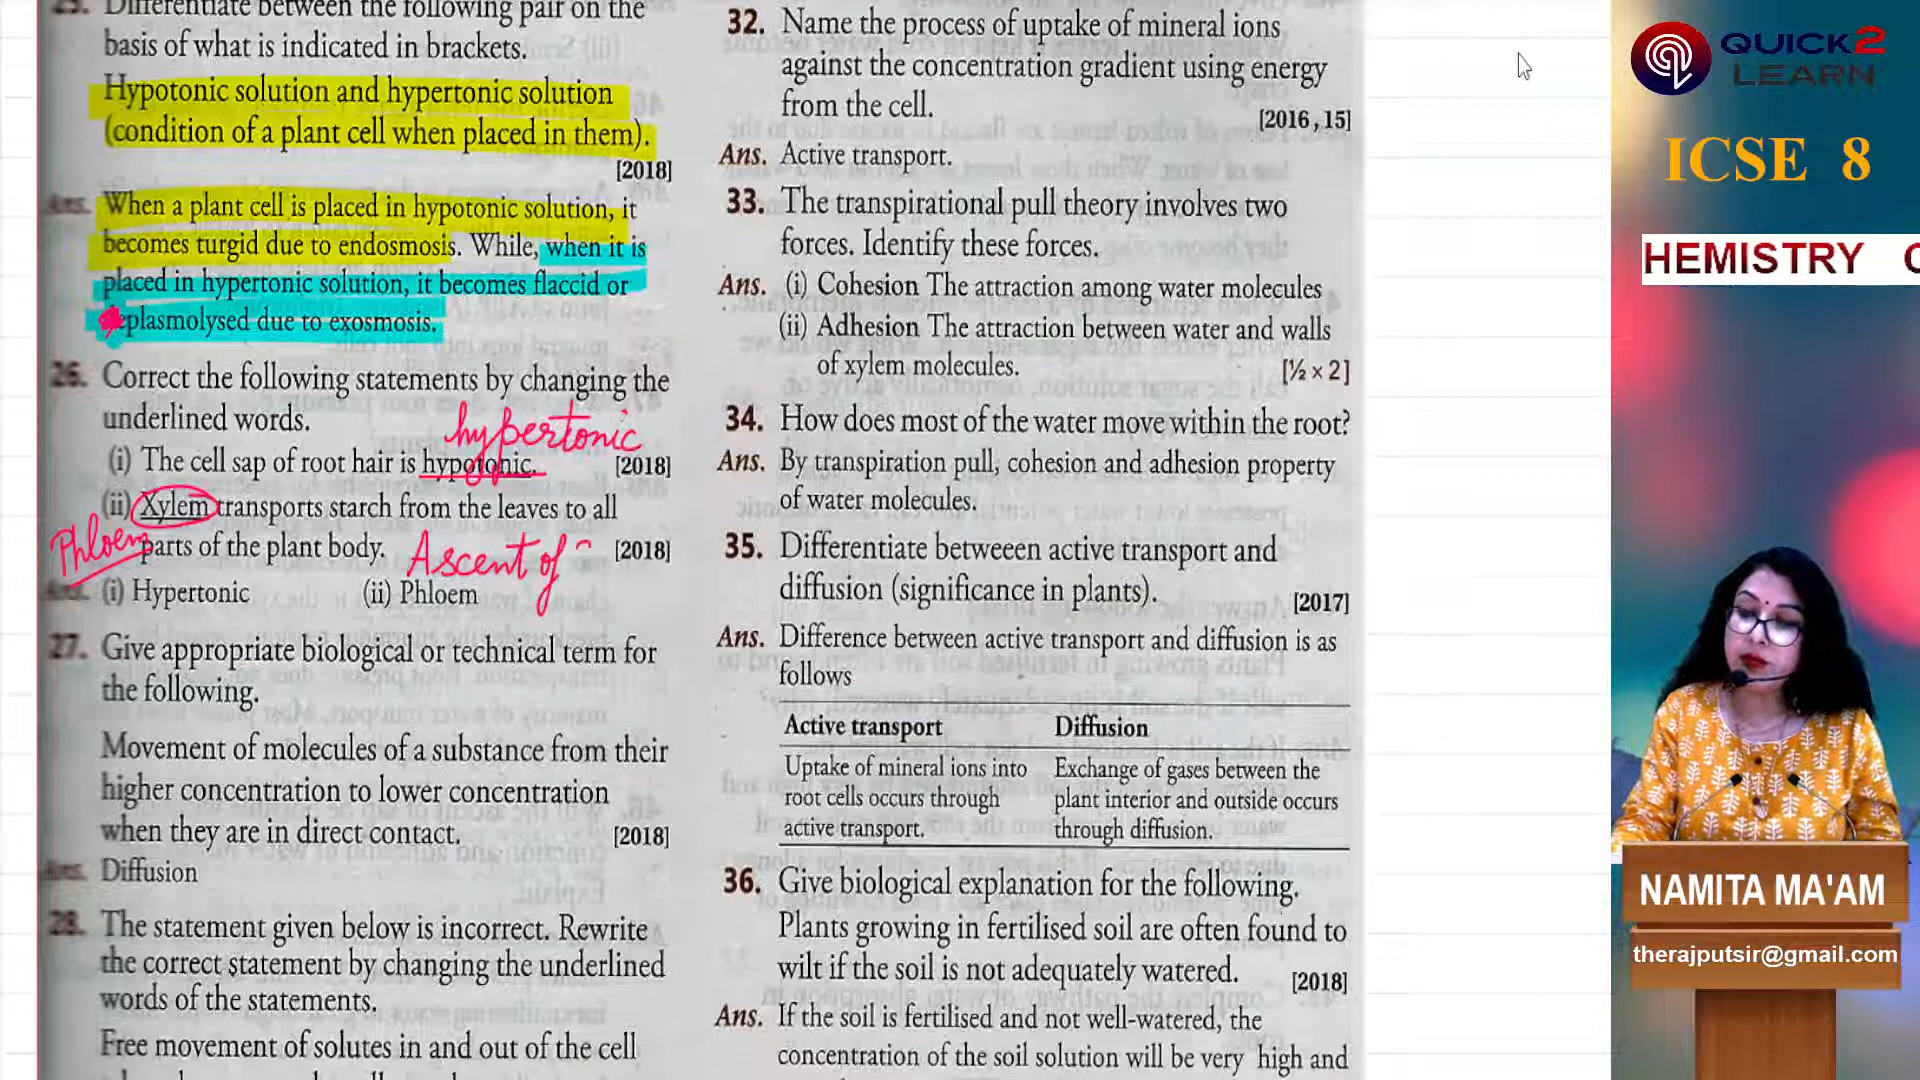 25. Differentiate between the following pair on the
basis of what is indicated in brackets.
Hypotonic solution and hypertonic solution
(condition of a plant cell when placed in them).
[2018]
Ans. When a plant cell is placed in hypotonic solution, it
becomes turgid due to endosmosis. While, when it is
placed in hypertonic solution, it becomes flaccid or
plasmolysed due to exosmosis.
26. Correct the following statements by changing the
underlined words.
hypertonic
(i) The cell sap of root hair is hypotonic. [2018]
(ii) Xylem transports starch from the leaves to all
Phloem
parts of the plant body. [2018]
Ascent of
Ans. (i) Hypertonic (ii) Phloem
27. Give appropriate biological or technical term for
the following.
Movement of molecules of a substance from their
higher concentration to lower concentration
when they are in direct contact. [2018]
Ans. Diffusion
28. The statement given below is incorrect. Rewrite
the correct statement by changing the underlined
words of the statements.
Free movement of solutes in and out of the cell
32. Name the process of uptake of mineral ions
against the concentration gradient using energy
from the cell. [2016, 15]
Ans. Active transport.
33. The transpirational pull theory involves two
forces. Identify these forces.
Ans. (i) Cohesion The attraction among water molecules
(ii) Adhesion The attraction between water and walls
of xylem molecules. [½ × 2]
34. How does most of the water move within the root?
Ans. By transpiration pull, cohesion and adhesion property
of water molecules.
35. Differentiate betweeen active transport and
diffusion (significance in plants). [2017]
Ans. Difference between active transport and diffusion is as
follows
Active transport Diffusion
Uptake of mineral ions into Exchange of gases between the
root cells occurs through plant interior and outside occurs
active transport. through diffusion.
36. Give biological explanation for the following.
Plants growing in fertilised soil are often found to
wilt if the soil is not adequately watered. [2018]
Ans. If the soil is fertilised and not well-watered, the
concentration of the soil solution will be very high and
QUICK2
LEARN
ICSE 8
HEMISTRY C
NAMITA MA'AM
therajputsir@gmail.com